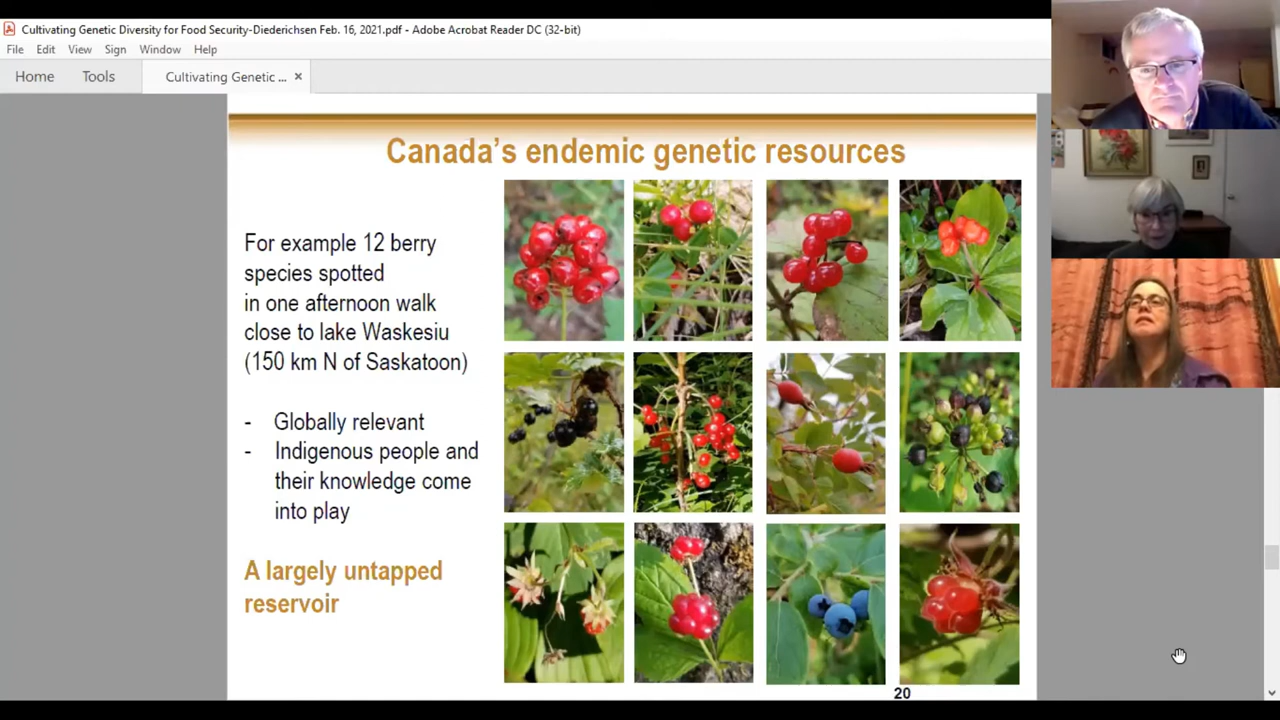 Cultivating Genetic Diversity for Food Security-Diederichsen Feb. 16, 2021.pdf - Adobe Acrobat Reader DC (32-bit)
File Edit View Sign Window Help
Home Tools Cultivating Genetic ... ×
Canada's endemic genetic resources
For example 12 berry
species spotted
in one afternoon walk
close to lake Waskesiu
(150 km N of Saskatoon)
- Globally relevant
- Indigenous people and
their knowledge come
into play
A largely untapped
reservoir
20